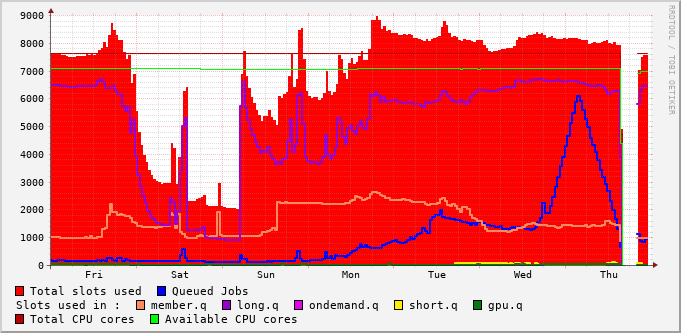 9000
8000
7000
6000
5000
4000
3000
2000
1000
0
Fri Sat Sun Mon Tue Wed Thu
RRDTOOL / TOBI OETIKER
Total slots used Queued Jobs
Slots used in : member.q long.q ondemand.q short.q gpu.q
Total CPU cores Available CPU cores